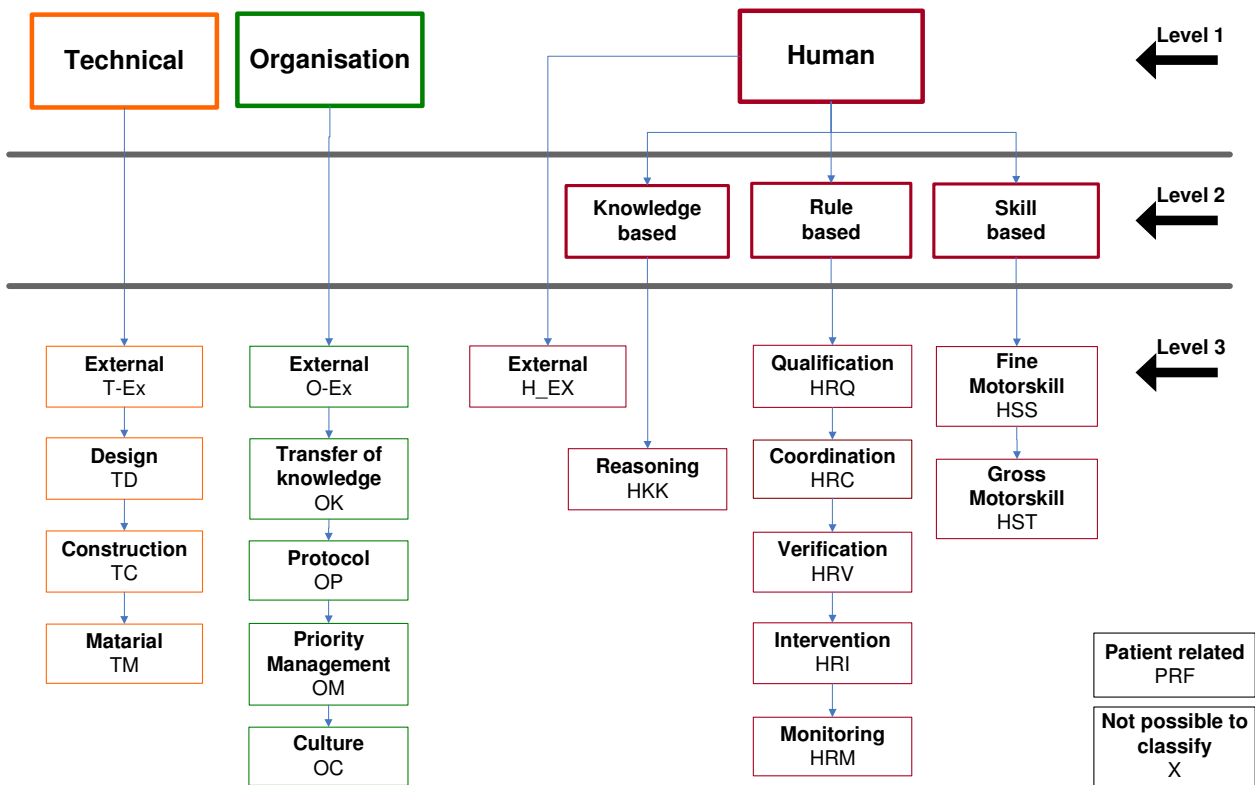 Technical
Organisation
Human
Level 1
Knowledge
based
Rule
based
Skill
based
Level 2
External
T-Ex
Design
TD
Construction
TC
Matarial
TM
External
O-Ex
Transfer of
knowledge
OK
Protocol
OP
Priority
Management
OM
Culture
OC
External
H_EX
Reasoning
HKK
Qualification
HRQ
Coordination
HRC
Verification
HRV
Intervention
HRI
Monitoring
HRM
Fine
Motorskill
HSS
Gross
Motorskill
HST
Level 3
Patient related
PRF
Not possible to
classify
X